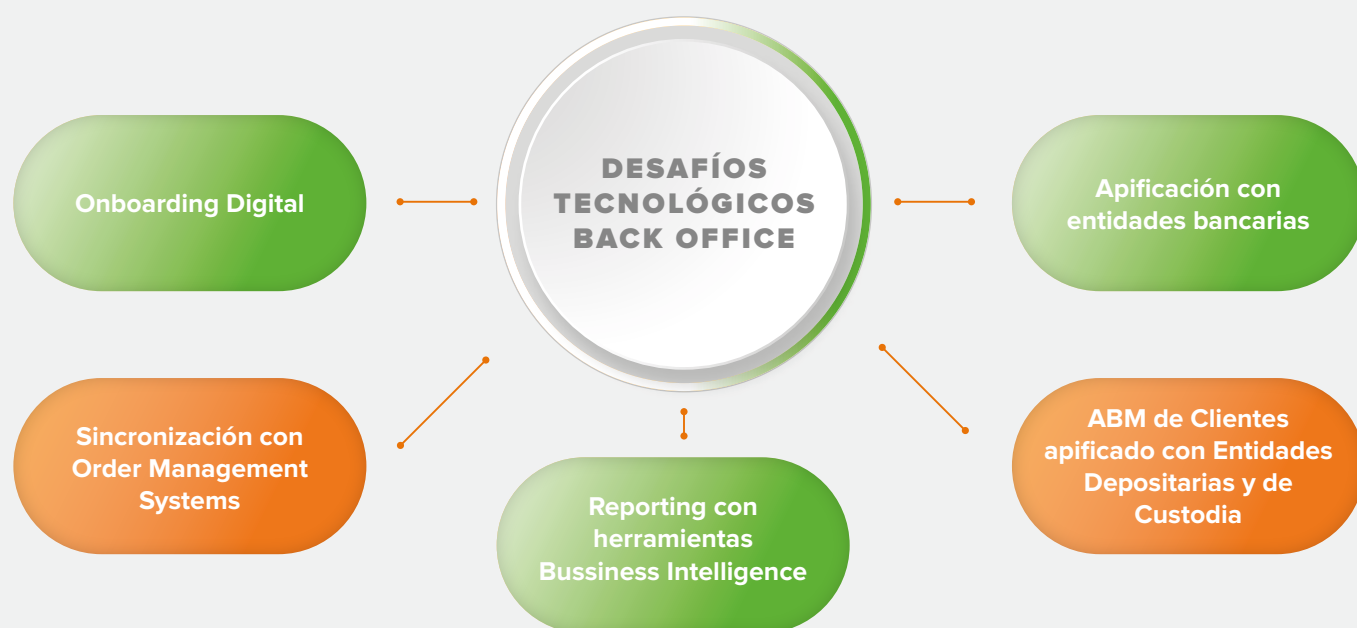 DESAFÍOS
TECNOLÓGICOS
BACK OFFICE
Onboarding Digital
Apificación con
entidades bancarias
Sincronización con
Order Management
Systems
Reporting con
herramientas
Bussiness Intelligence
ABM de Clientes
apificado con Entidades
Depositarias y de
Custodia